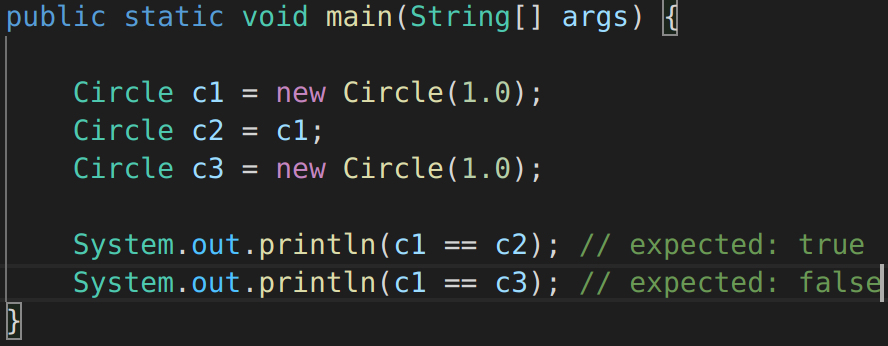 public static void main(String[] args) {
Circle c1 = new Circle(1.0);
Circle c2 = c1;
Circle c3 = new Circle(1.0);
System.out.println(c1 == c2); // expected: true
System.out.println(c1 == c3); // expected: false
}